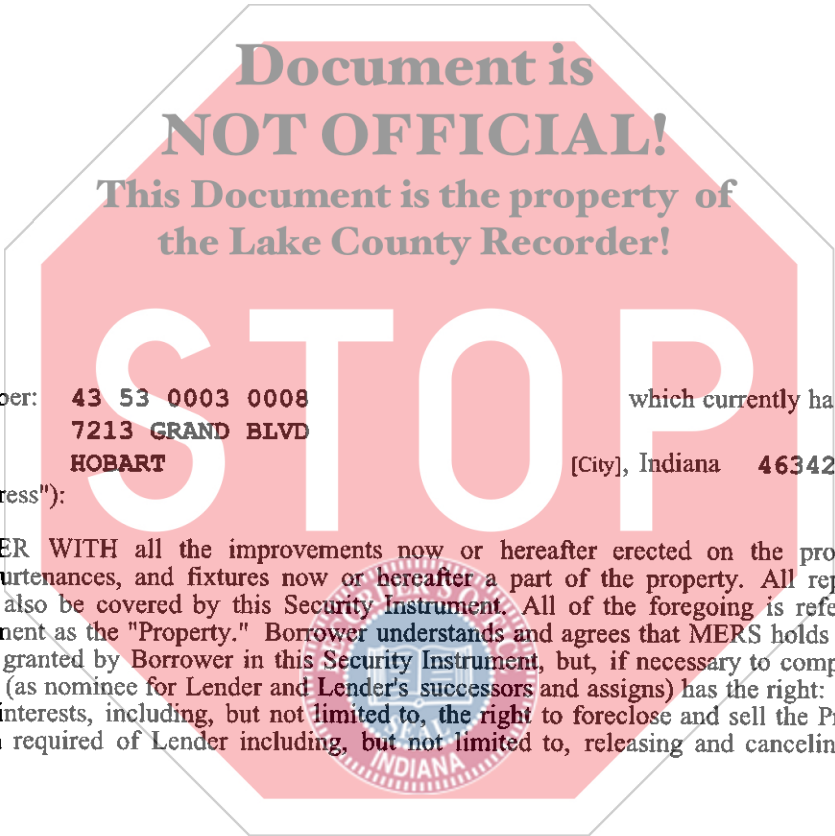 Document is
NOT OFFICIAL!
This Document is the property of
the Lake County Recorder!
STOP
ber: 43 53 0003 0008 which currently ha
7213 GRAND BLVD
HOBART [City], Indiana 46342
ress"):
ER WITH all the improvements now or hereafter erected on the pro
urtenances, and fixtures now or hereafter a part of the property. All rep
also be covered by this Security Instrument. All of the foregoing is refe
nent as the "Property." Borrower understands and agrees that MERS holds
granted by Borrower in this Security Instrument, but, if necessary to comp
(as nominee for Lender and Lender's successors and assigns) has the right:
interests, including, but not limited to, the right to foreclose and sell the Pr
required of Lender including, but not limited to, releasing and cancelin
RECORDER'S OFFICE
SEAL
INDIANA